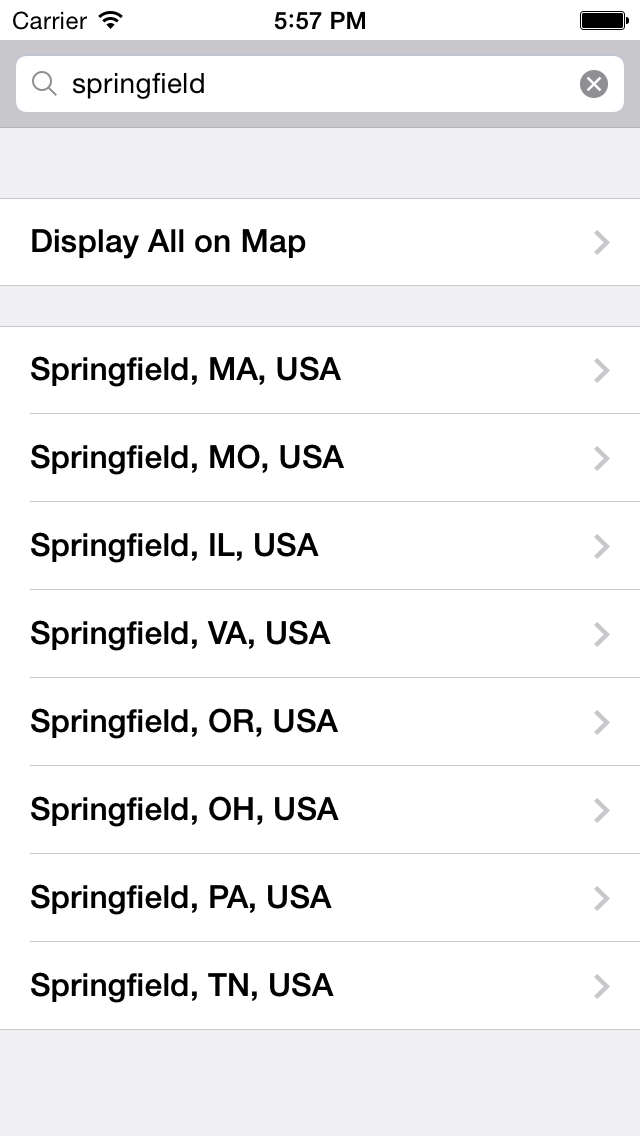 Carrier 5:57 PM
springfield
Display All on Map
Springfield, MA, USA
Springfield, MO, USA
Springfield, IL, USA
Springfield, VA, USA
Springfield, OR, USA
Springfield, OH, USA
Springfield, PA, USA
Springfield, TN, USA